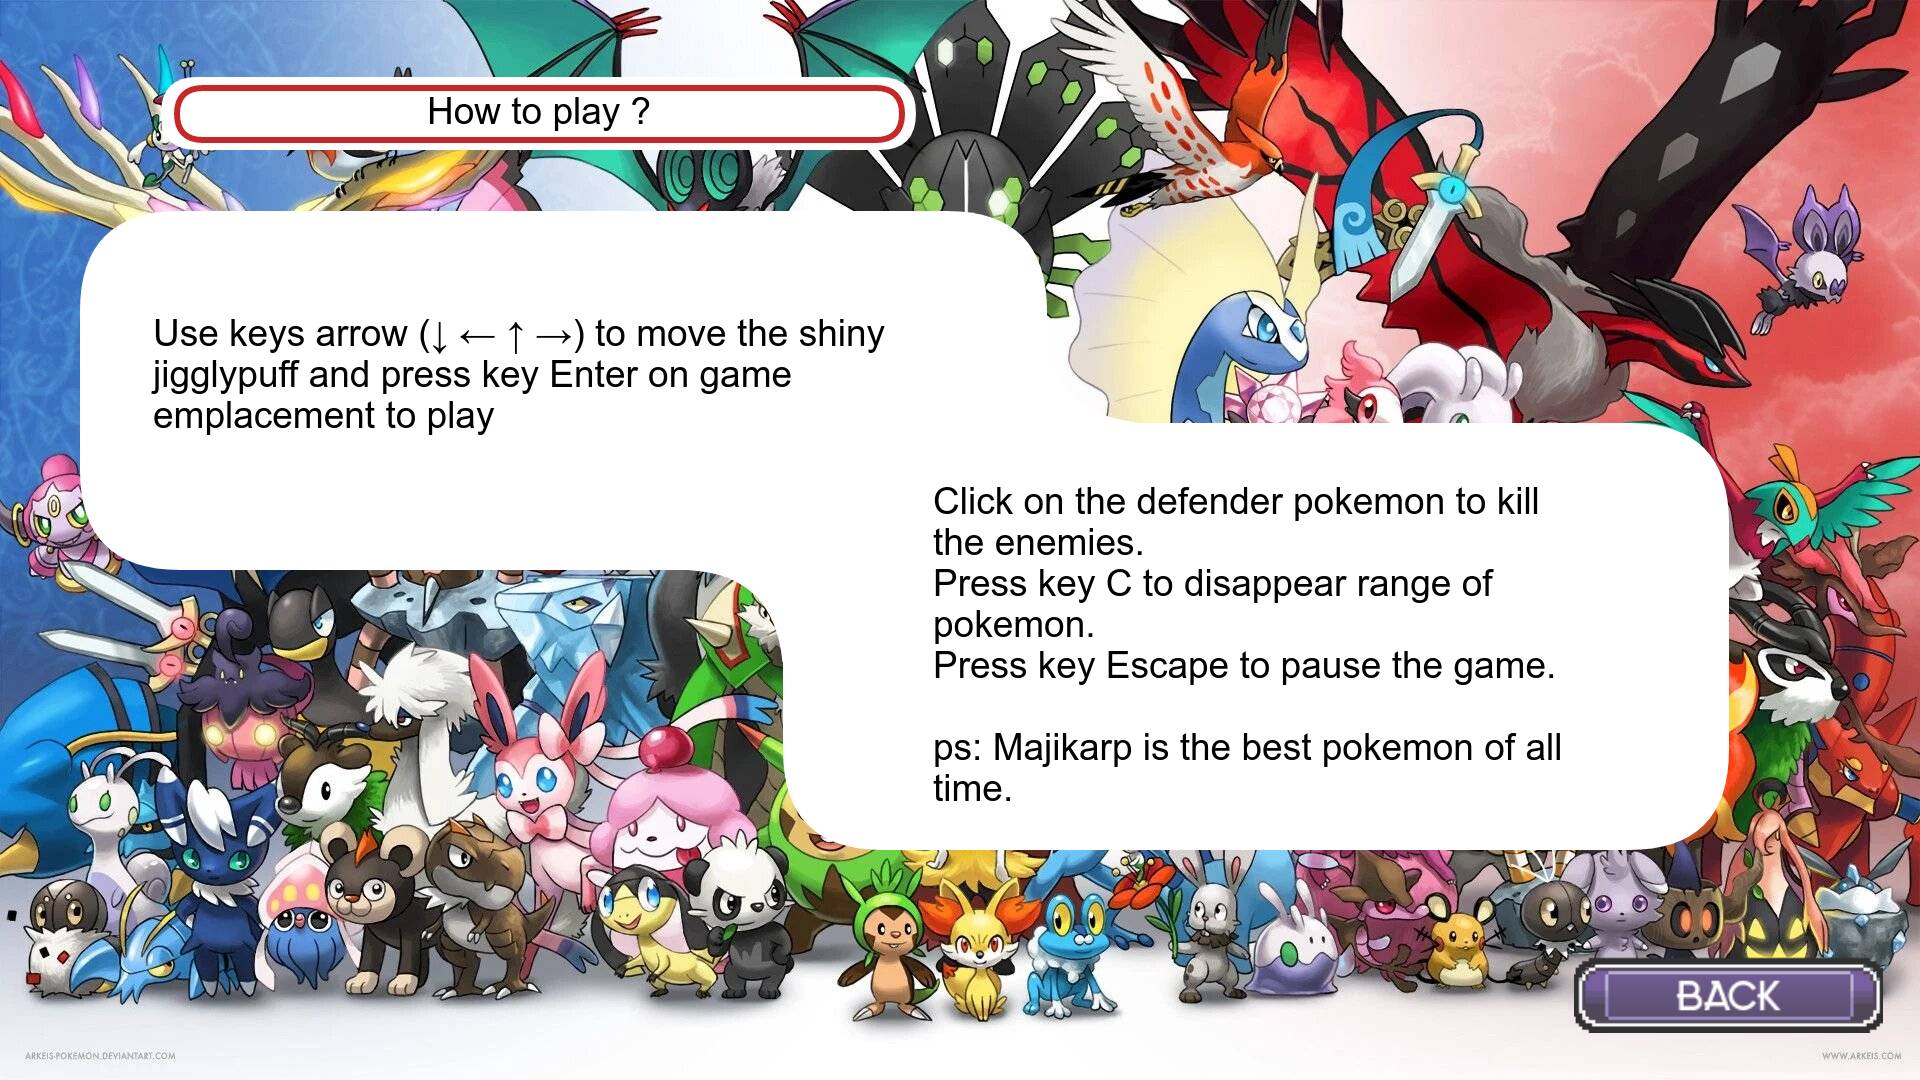 How to play ?
Use keys arrow (↓ ← ↑ →) to move the shiny
jigglypuff and press key Enter on game
emplacement to play
Click on the defender pokemon to kill
the enemies.
Press key C to disappear range of
pokemon.
Press key Escape to pause the game.
ps: Majikarp is the best pokemon of all
time.
BACK
ARKEIS-POKEMON.DEVIANTART.COM
WWW.ARKEIS.COM